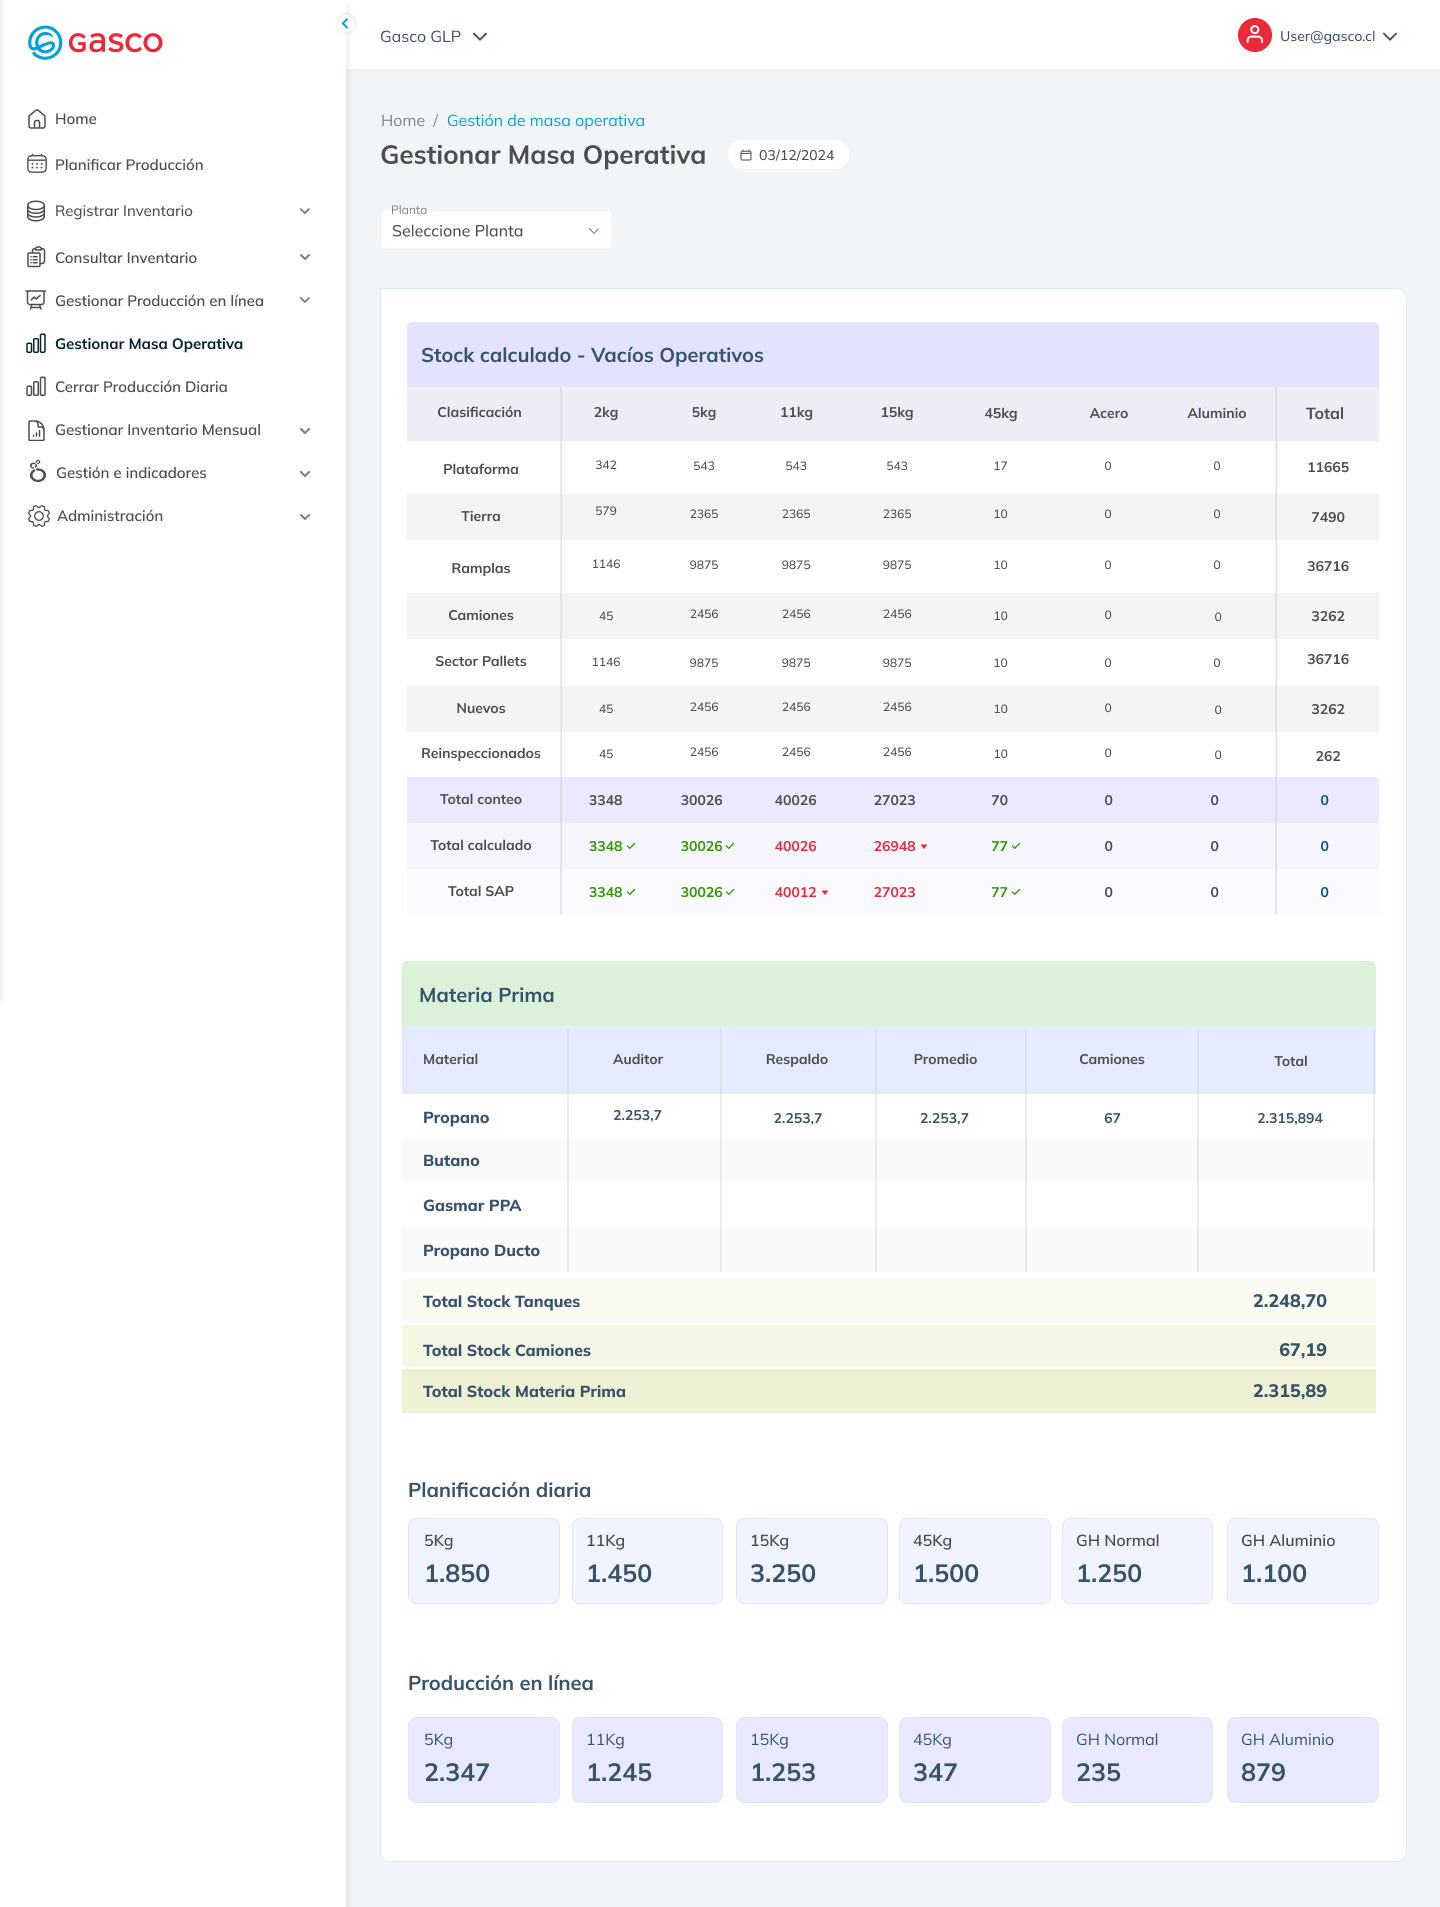 GASCO
Gasco GLP
User@gasco.cl
Home
Planificar Producción
Registrar Inventario
Consultar Inventario
Gestionar Producción en línea
Gestionar Masa Operativa
Cerrar Producción Diaria
Gestionar Inventario Mensual
Gestión e indicadores
Administración
Home / Gestión de masa operativa
Gestionar Masa Operativa 03/12/2024
Planta
Seleccione Planta
Stock calculado - Vacíos Operativos
Clasificación 2kg 5kg 11kg 15kg 45kg Acero Aluminio Total
Plataforma 342 543 543 543 17 0 0 11665
Tierra 579 2365 2365 2365 10 0 0 7490
Ramplas 1146 9875 9875 9875 10 0 0 36716
Camiones 45 2456 2456 2456 10 0 0 3262
Sector Pallets 1146 9875 9875 9875 10 0 0 36716
Nuevos 45 2456 2456 2456 10 0 0 3262
Reinspeccionados 45 2456 2456 2456 10 0 0 262
Total conteo 3348 30026 40026 27023 70 0 0 0
Total calculado 3348 30026 40026 26948 77 0 0 0
Total SAP 3348 30026 40012 27023 77 0 0 0
Materia Prima
Material Auditor Respaldo Promedio Camiones Total
Propano 2.253,7 2.253,7 2.253,7 67 2.315,894
Butano
Gasmar PPA
Propano Ducto
Total Stock Tanques 2.248,70
Total Stock Camiones 67,19
Total Stock Materia Prima 2.315,89
Planificación diaria
5Kg 11Kg 15Kg 45Kg GH Normal GH Aluminio
1.850 1.450 3.250 1.500 1.250 1.100
Producción en línea
5Kg 11Kg 15Kg 45Kg GH Normal GH Aluminio
2.347 1.245 1.253 347 235 879